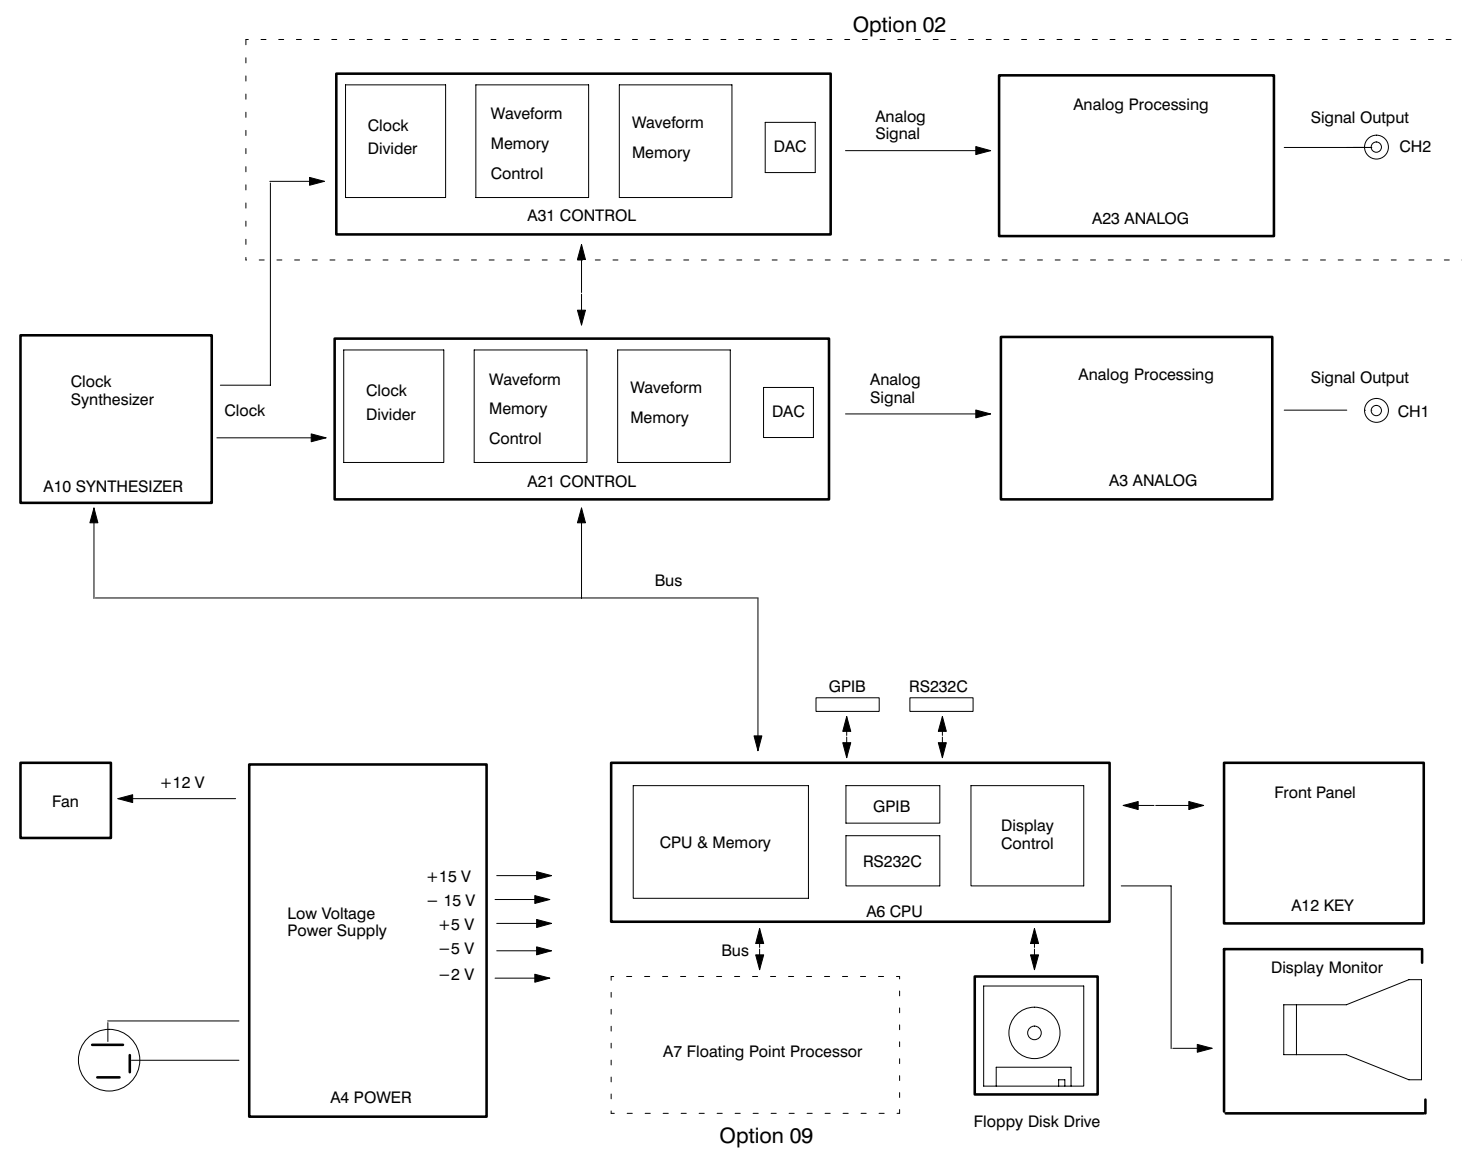 Option 02
Clock
Divider
Waveform
Memory
Control
Waveform
Memory
DAC
A31 CONTROL
Analog
Signal
Analog Processing
A23 ANALOG
Signal Output
CH2
Clock
Synthesizer
A10 SYNTHESIZER
Clock
Clock
Divider
Waveform
Memory
Control
Waveform
Memory
DAC
A21 CONTROL
Analog
Signal
Analog Processing
A3 ANALOG
Signal Output
CH1
Bus
GPIB
RS232C
Fan
+12 V
Low Voltage
Power Supply
+15 V
− 15 V
+5 V
−5 V
−2 V
A4 POWER
CPU & Memory
GPIB
RS232C
Display
Control
A6 CPU
Front Panel
A12 KEY
Bus
A7 Floating Point Processor
Option 09
Floppy Disk Drive
Display Monitor